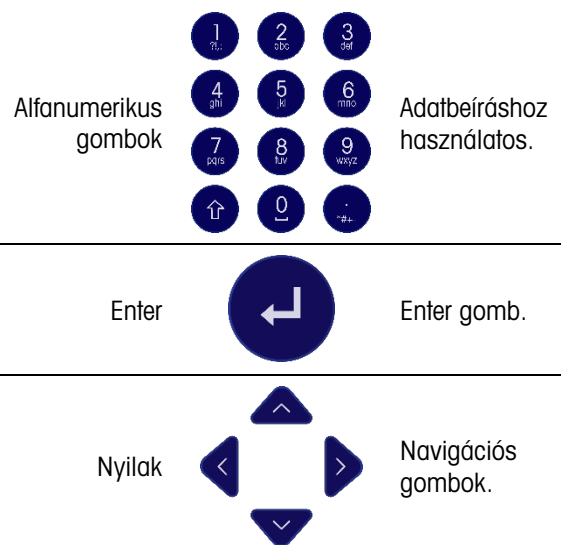 Alfanumerikus
gombok
1
?!,:
2
abc
3
def
4
ghi
5
jkl
6
mno
7
pqrs
8
tuv
9
wxyz
0
.
*#+-
Adatbeíráshoz
használatos.
Enter
Enter gomb.
Nyilak
Navigációs
gombok.